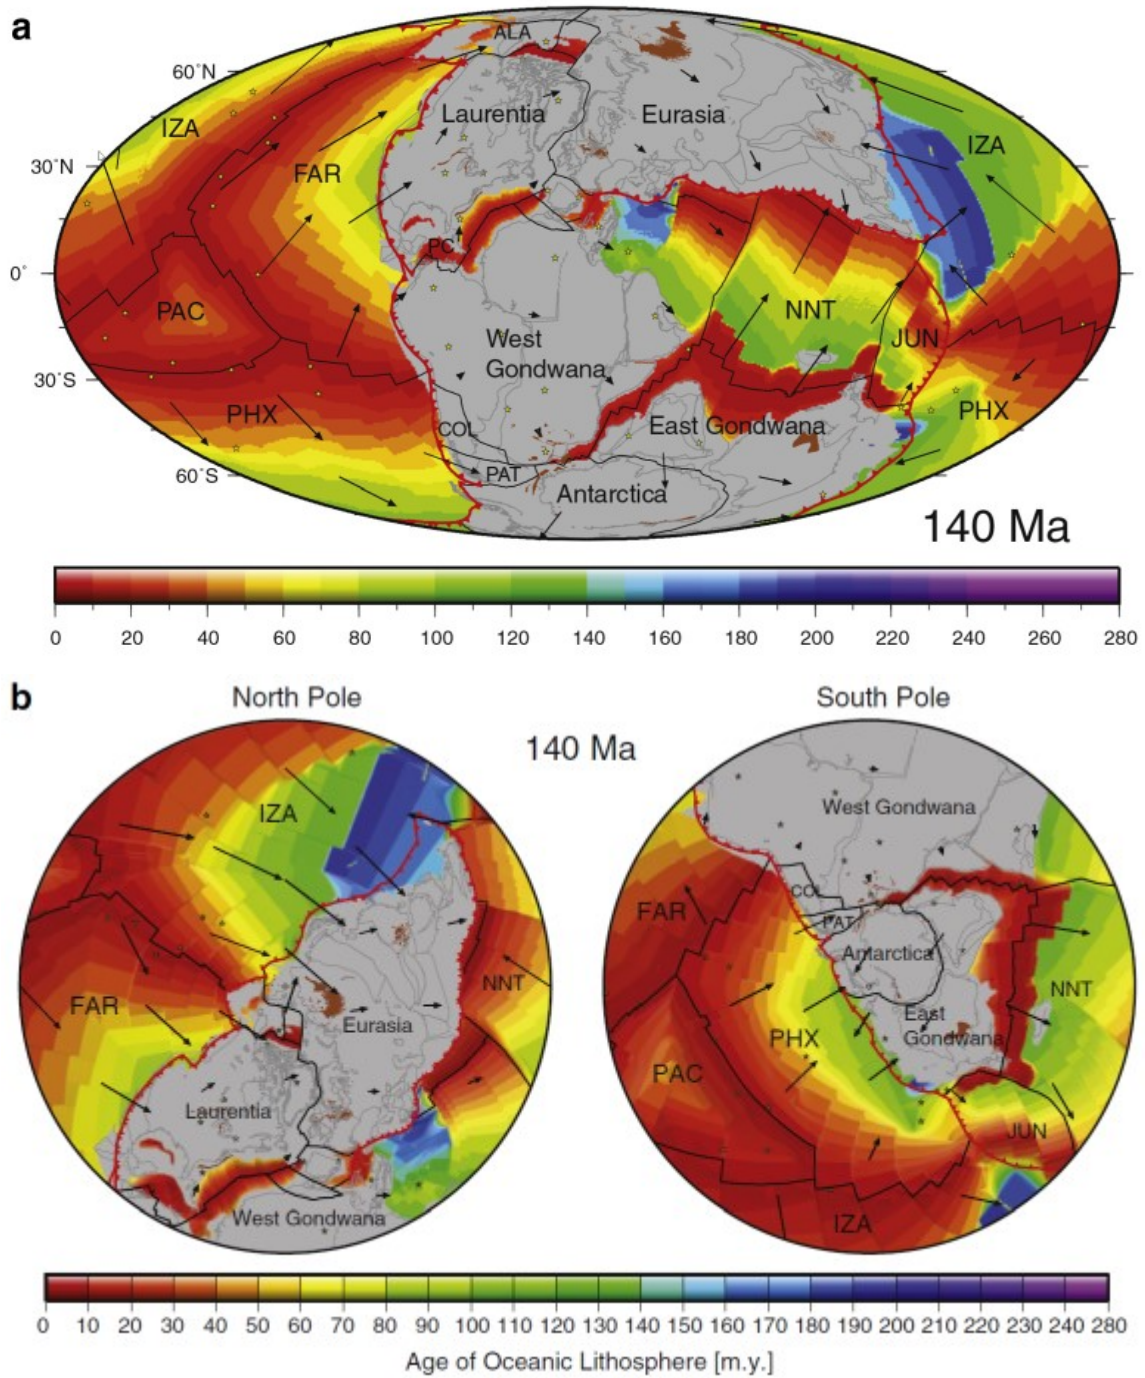 a
ALA
60°N
Laurentia
Eurasia
IZA
IZA
30°N
FAR
PC
0°
PAC
NNT
West
JUN
Gondwana
30°S
PHX
COL
East Gondwana
PHX
60°S
PAT
Antarctica
140 Ma
0 20 40 60 80 100 120 140 160 180 200 220 240 260 280
b
North Pole
South Pole
140 Ma
IZA
FAR
NNT
Eurasia
Laurentia
West Gondwana
West Gondwana
COL
FAR
PAT
Antarctica
NNT
East
Gondwana
PHX
PAC
JUN
IZA
0 10 20 30 40 50 60 70 80 90 100 110 120 130 140 150 160 170 180 190 200 210 220 230 240 250 260 270 280
Age of Oceanic Lithosphere [m.y.]